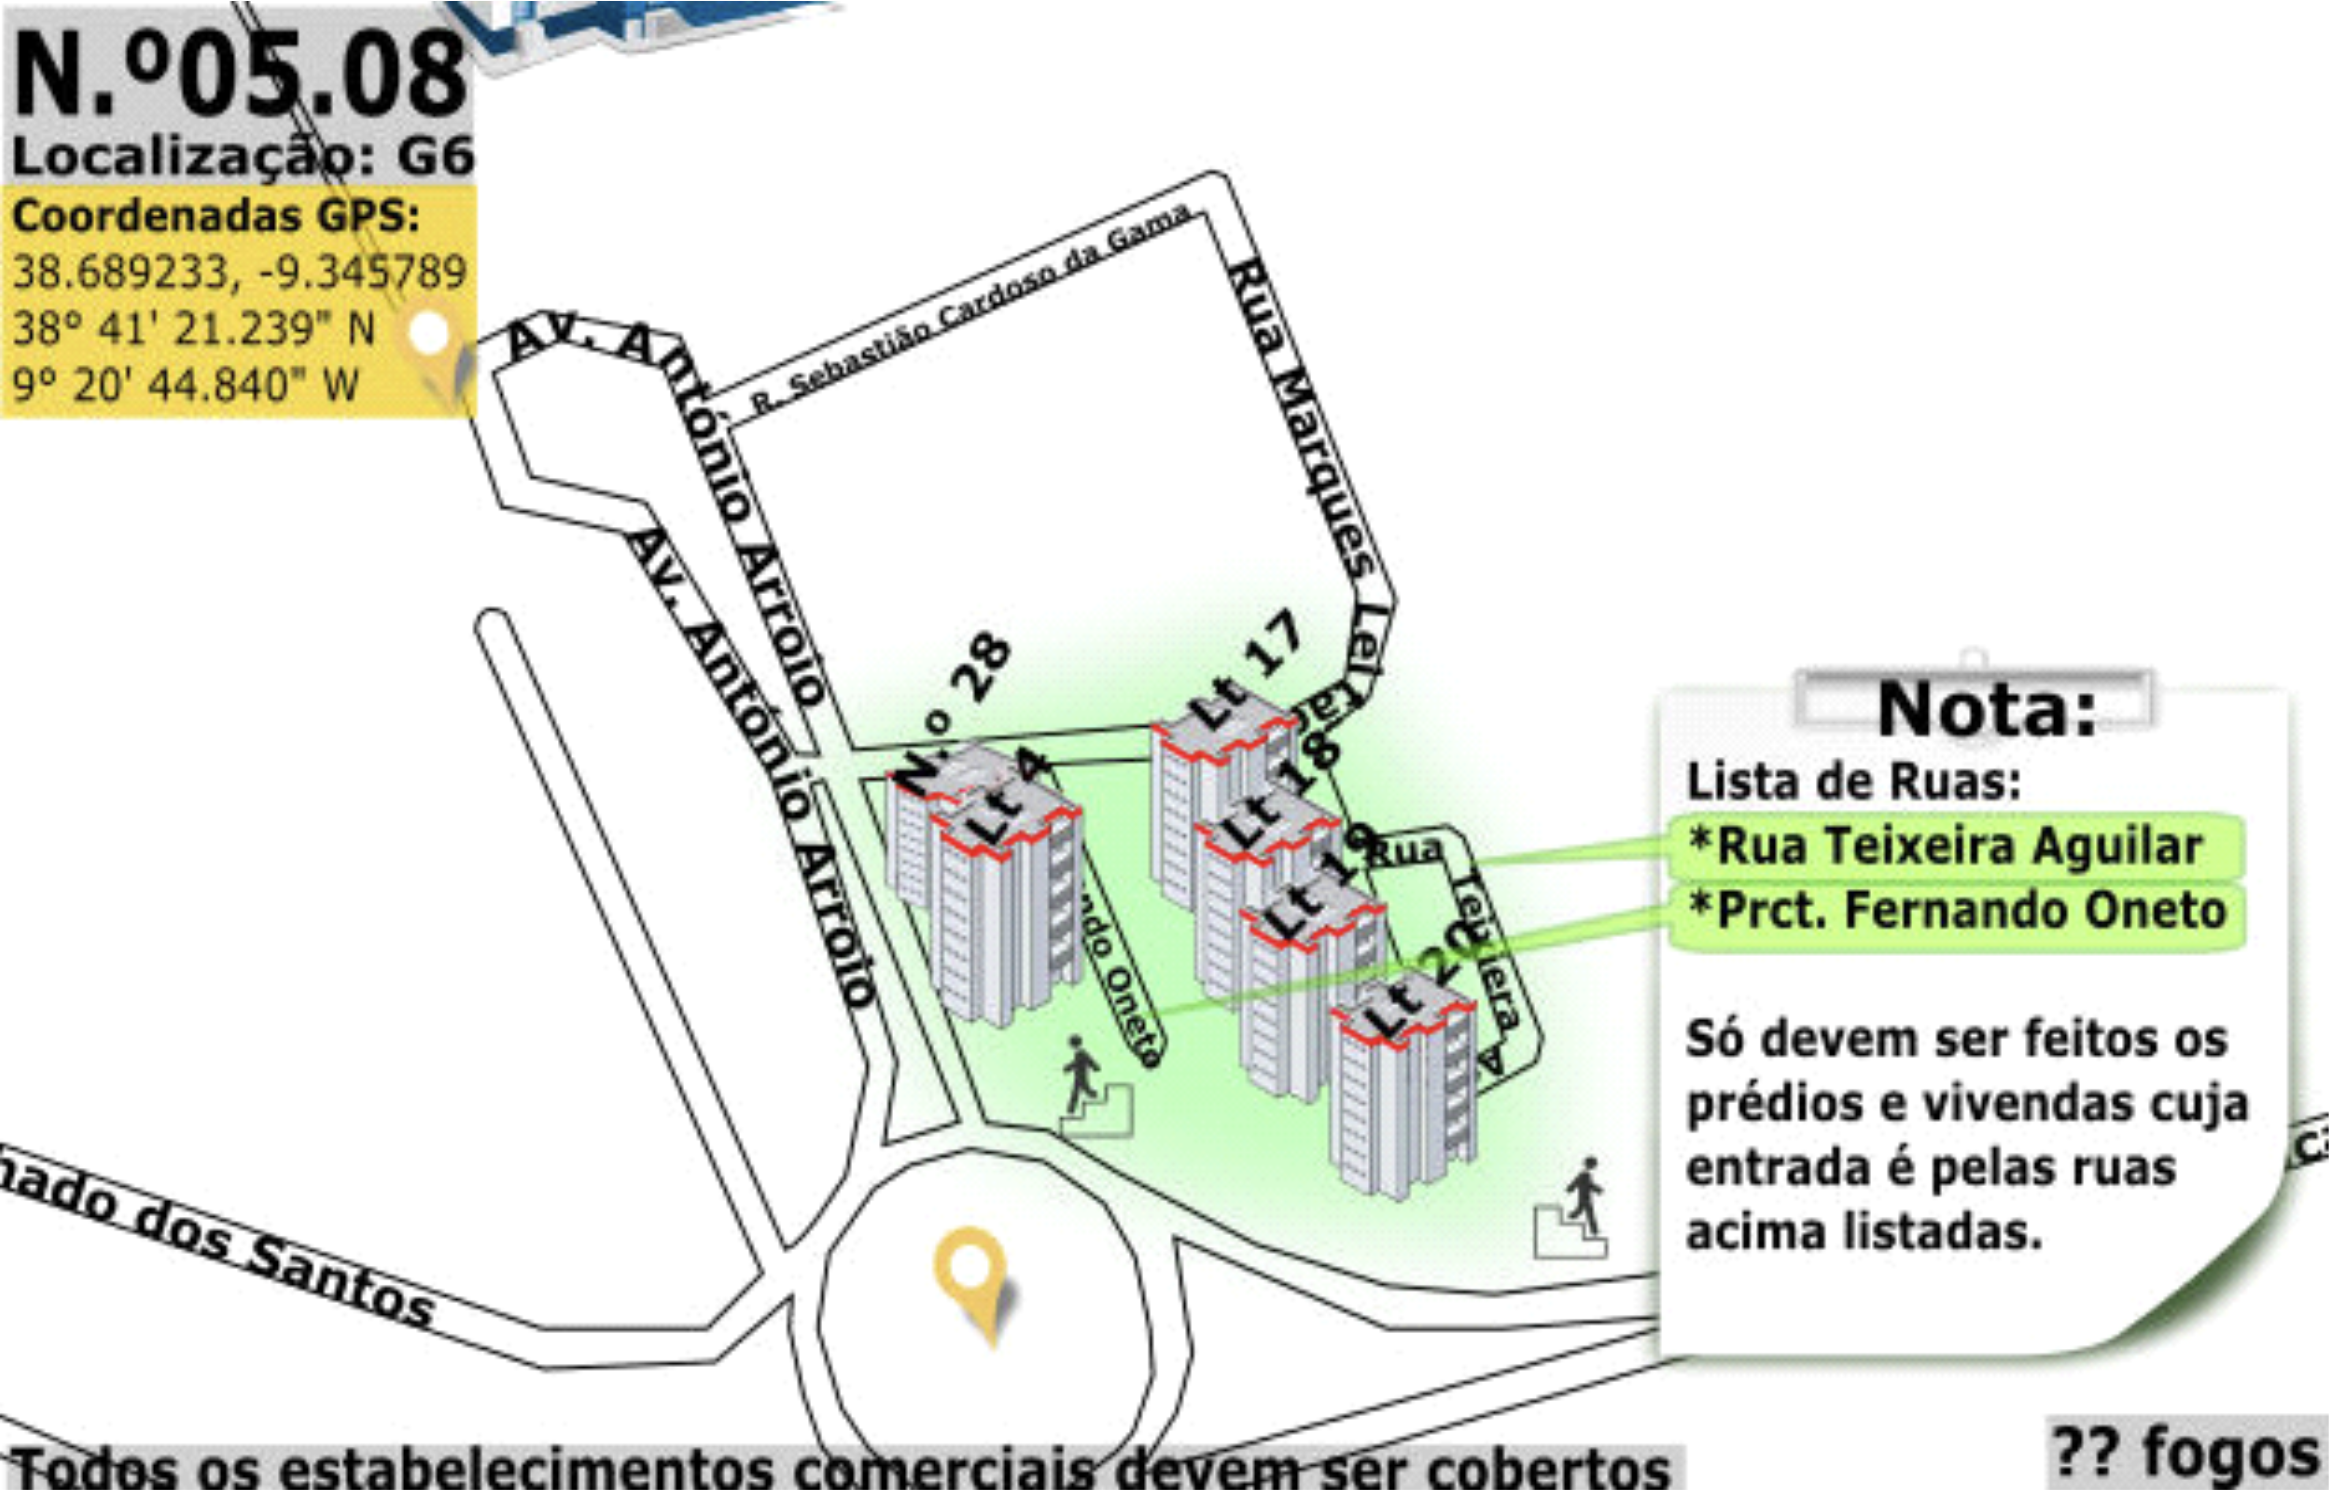 N.º05.08
Localização: G6
Coordenadas GPS:
38.689233, -9.345789
38° 41' 21.239" N
9° 20' 44.840" W
Av. António Arroio
R. Sebastião Cardoso da Gama
Rua Marques Leitão
Av. António Arroio
N.º 28
Lt 4
Lt 17
Lt 18
Lt 19
Lt 20
Rua Teixiera A
ndo Oneto
Nota:
Lista de Ruas:
*Rua Teixeira Aguilar
*Prct. Fernando Oneto
Só devem ser feitos os
prédios e vivendas cuja
entrada é pelas ruas
acima listadas.
hado dos Santos
Todos os estabelecimentos comerciais devem ser cobertos
?? fogos